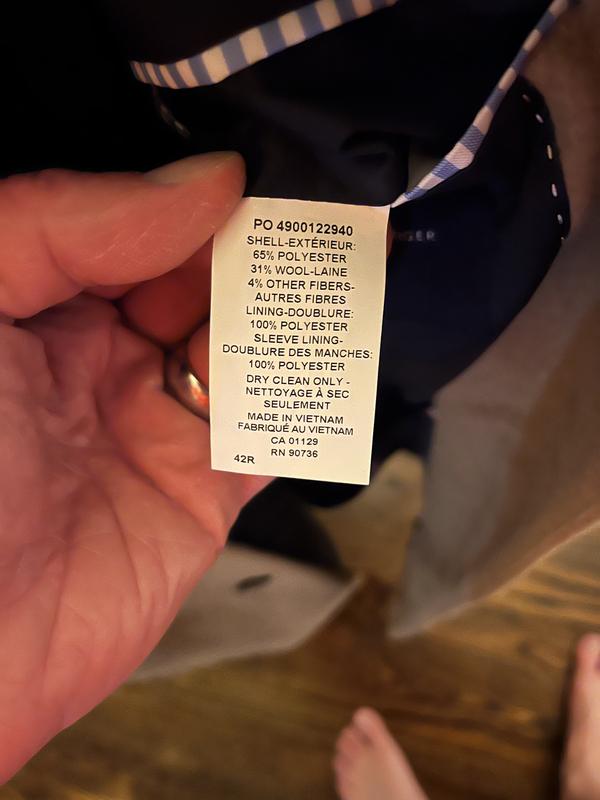 PO 4900122940
SHELL-EXTÉRIEUR:
65% POLYESTER
31% WOOL-LAINE
4% OTHER FIBERS-
AUTRES FIBRES
LINING-DOUBLURE:
100% POLYESTER
SLEEVE LINING-
DOUBLURE DES MANCHES:
100% POLYESTER
DRY CLEAN ONLY -
NETTOYAGE À SEC
SEULEMENT
MADE IN VIETNAM
FABRIQUÉ AU VIETNAM
CA 01129
RN 90736
42R